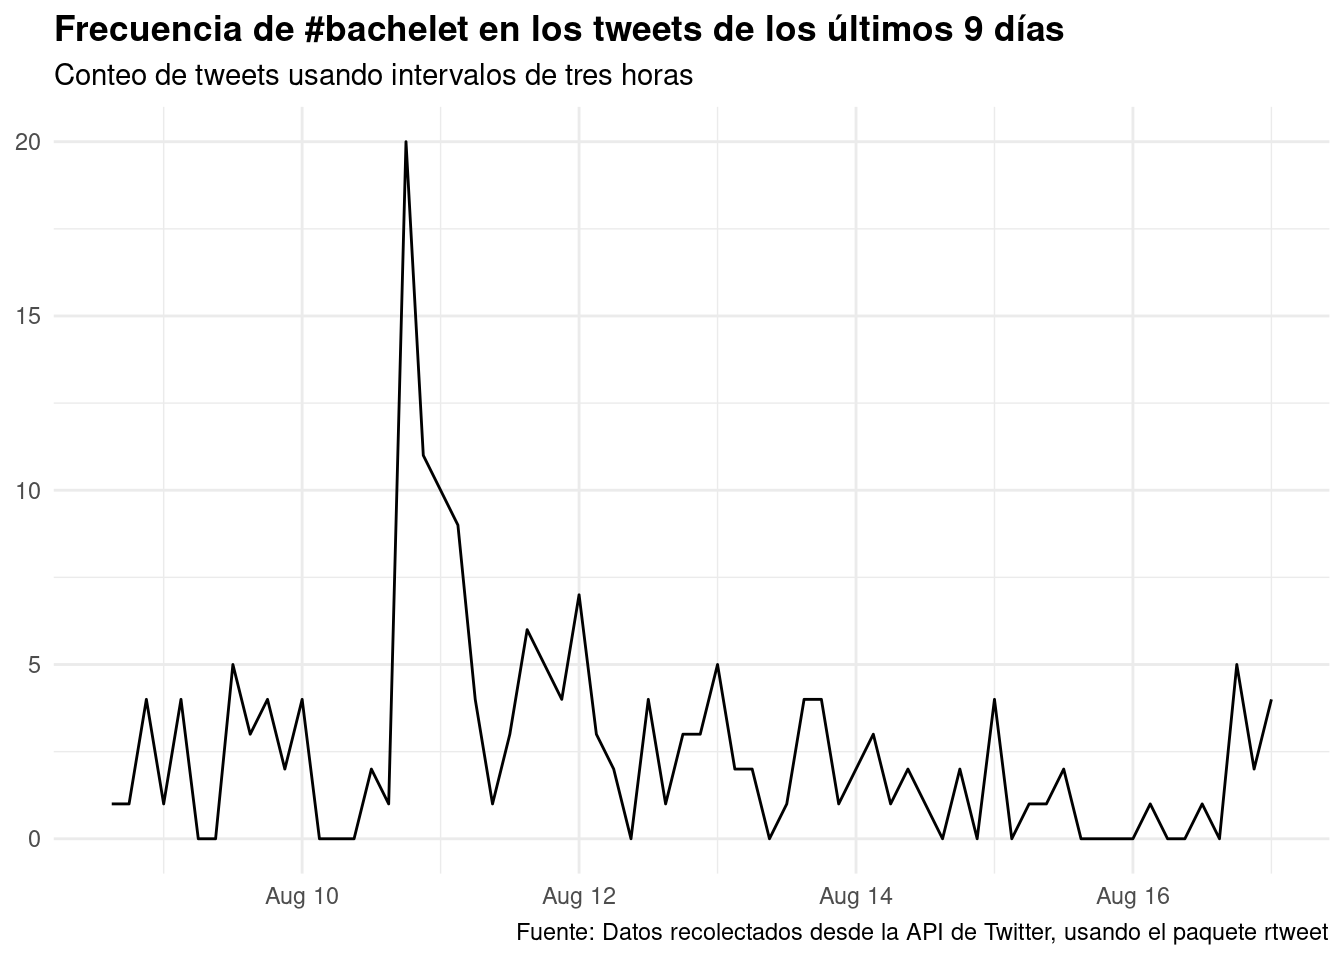 Frecuencia de #bachelet en los tweets de los últimos 9 días
Conteo de tweets usando intervalos de tres horas
20
15
10
5
0
Aug 10 Aug 12 Aug 14 Aug 16
Fuente: Datos recolectados desde la API de Twitter, usando el paquete rtweet